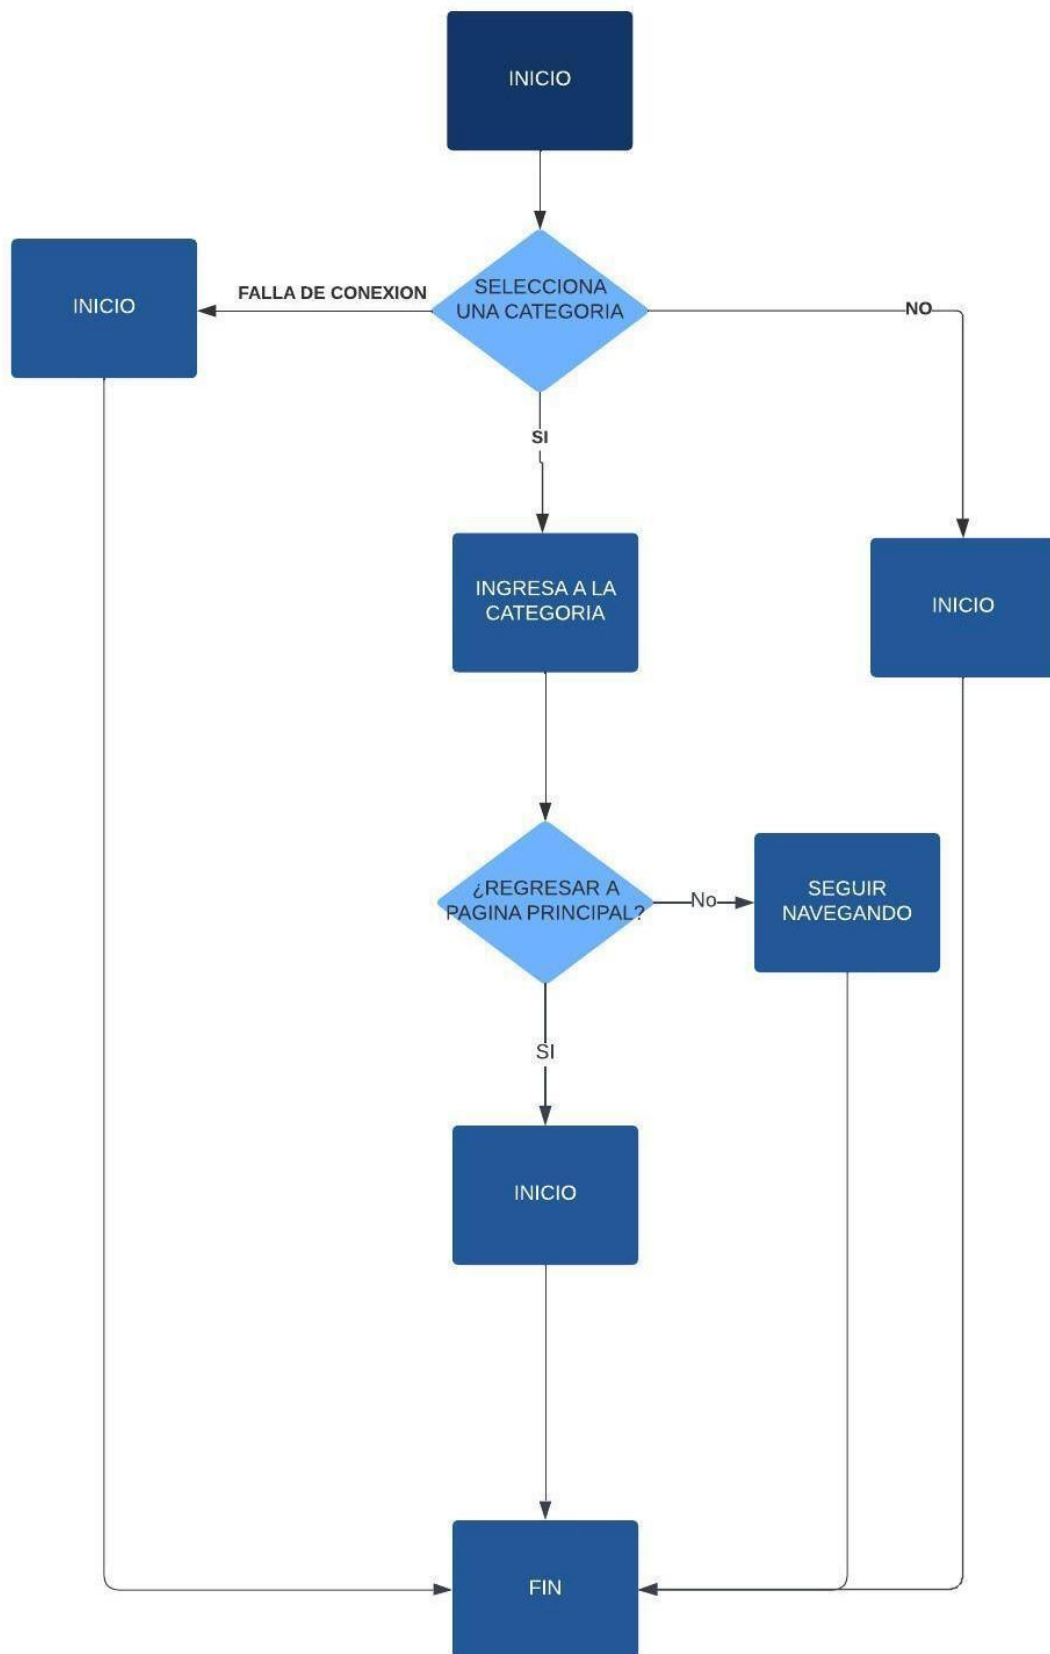 INICIO
SELECCIONA
UNA CATEGORIA
FALLA DE CONEXION
INICIO
NO
SI
INGRESA A LA
CATEGORIA
INICIO
¿REGRESAR A
PAGINA PRINCIPAL?
No
SEGUIR
NAVEGANDO
SI
INICIO
FIN